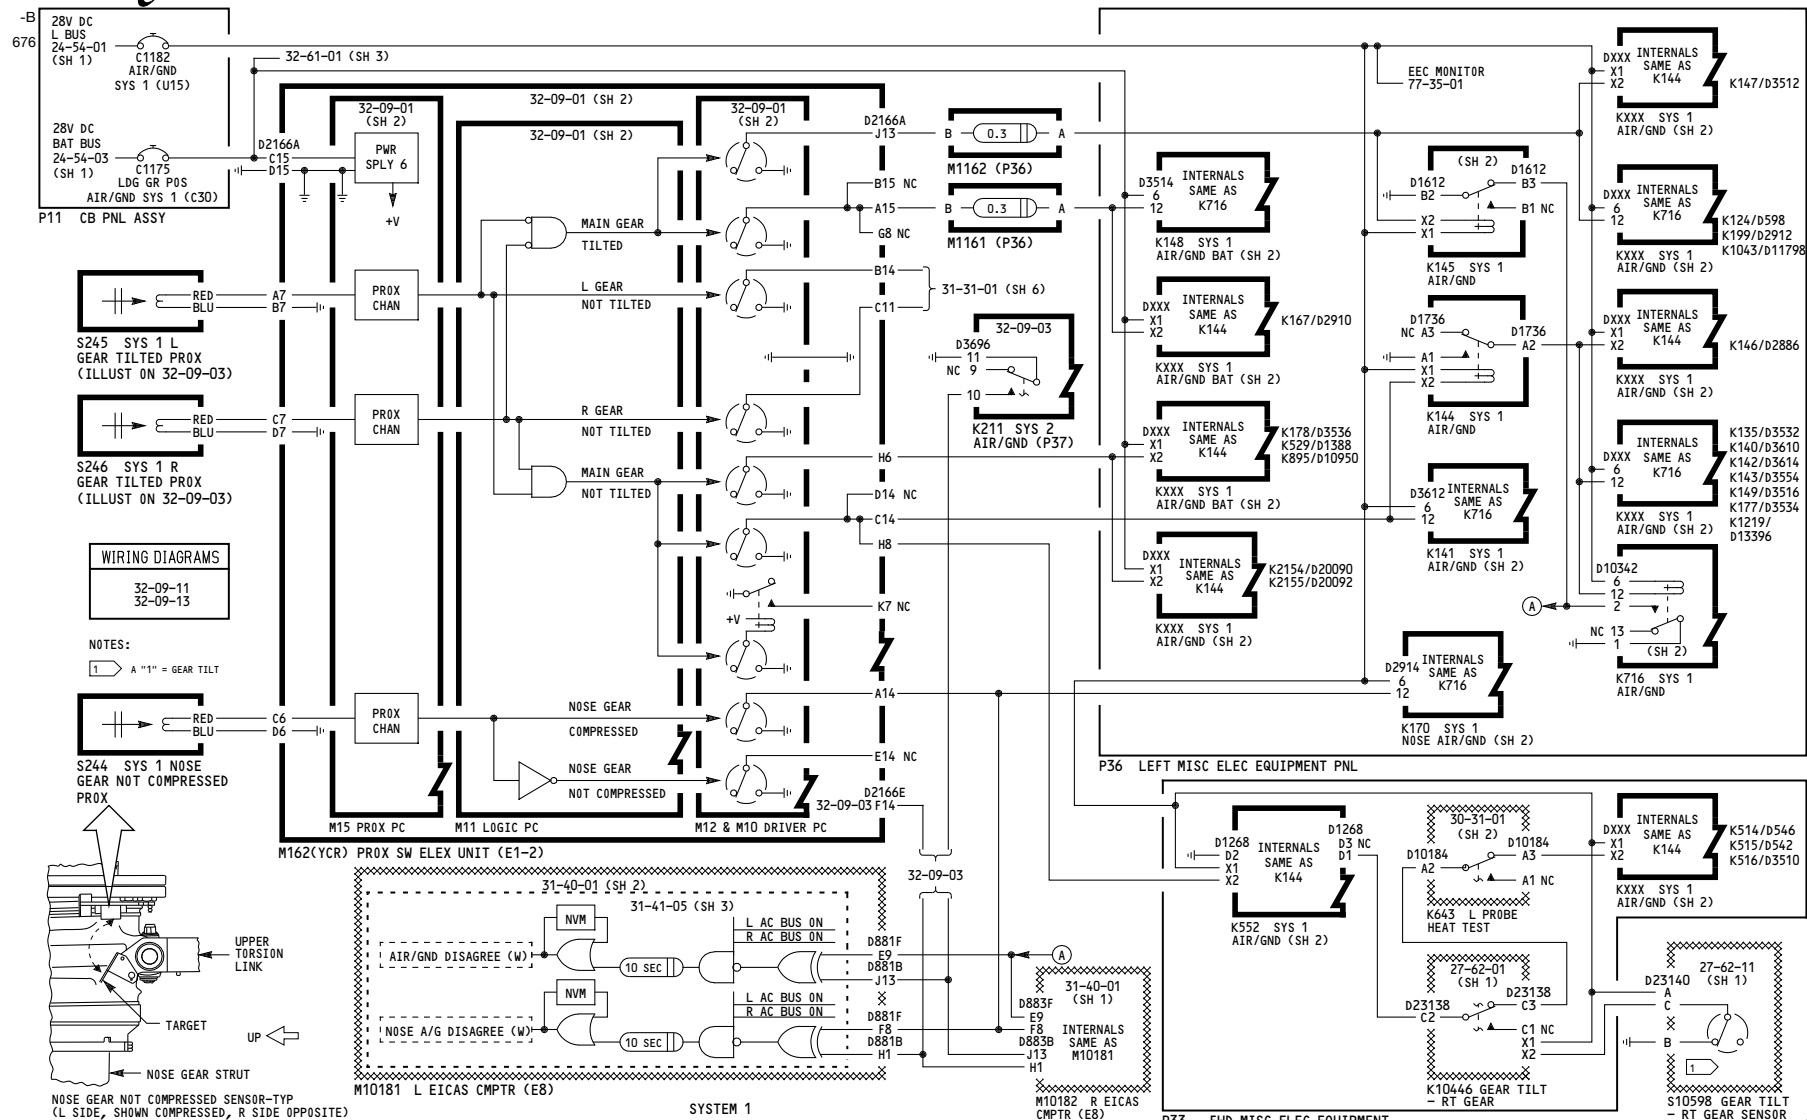 -B
676
28V DC
L BUS
24-54-01
(SH 1)
C1182
AIR/GND
SYS 1 (U15)
28V DC
BAT BUS
24-54-03
(SH 1)
C1175
LDG GR POS
AIR/GND SYS 1 (C30)
P11 CB PNL ASSY
32-61-01 (SH 3)
D2166A
C15
D15
32-09-01
(SH 2)
PWR
SPLY 6
+V
32-09-01 (SH 2)
32-09-01 (SH 2)
32-09-01
(SH 2)
RED
BLU
A7
B7
PROX
CHAN
S245 SYS 1 L
GEAR TILTED PROX
(ILLUST ON 32-09-03)
RED
BLU
C7
D7
PROX
CHAN
S246 SYS 1 R
GEAR TILTED PROX
(ILLUST ON 32-09-03)
WIRING DIAGRAMS
32-09-11
32-09-13
NOTES:
1 A "1" = GEAR TILT
RED
BLU
C6
D6
PROX
CHAN
S244 SYS 1 NOSE
GEAR NOT COMPRESSED
PROX
MAIN GEAR
TILTED
L GEAR
NOT TILTED
R GEAR
NOT TILTED
MAIN GEAR
NOT TILTED
NOSE GEAR
COMPRESSED
NOSE GEAR
NOT COMPRESSED
+V
M15 PROX PC
M11 LOGIC PC
M12 & M10 DRIVER PC
M162(YCR) PROX SW ELEX UNIT (E1-2)
D2166A
J13
B15 NC
A15
G8 NC
B14
C11
31-31-01 (SH 6)
H6
D14 NC
C14
H8
K7 NC
A14
E14 NC
D2166E
32-09-03 F14
32-09-03
B 0.3 A
M1162 (P36)
B 0.3 A
M1161 (P36)
32-09-03
D3696
11
NC 9
10
K211 SYS 2
AIR/GND (P37)
D3514
6
12
INTERNALS
SAME AS
K716
K148 SYS 1
AIR/GND BAT (SH 2)
DXXX
X1
X2
INTERNALS
SAME AS
K144
K167/D2910
KXXX SYS 1
AIR/GND BAT (SH 2)
DXXX
X1
X2
INTERNALS
SAME AS
K144
K178/D3536
K529/D1388
K895/D10950
KXXX SYS 1
AIR/GND BAT (SH 2)
DXXX
X1
X2
INTERNALS
SAME AS
K144
K2154/D20090
K2155/D20092
KXXX SYS 1
AIR/GND (SH 2)
EEC MONITOR
77-35-01
(SH 2)
D1612
B2
X2
X1
D1612
B3
B1 NC
K145 SYS 1
AIR/GND
D1736
NC A3
A1
X1
X2
D1736
A2
K144 SYS 1
AIR/GND
D3612
6
12
INTERNALS
SAME AS
K716
K141 SYS 1
AIR/GND (SH 2)
D2914
6
12
INTERNALS
SAME AS
K716
K170 SYS 1
NOSE AIR/GND (SH 2)
DXXX
X1
X2
INTERNALS
SAME AS
K144
K147/D3512
KXXX SYS 1
AIR/GND (SH 2)
DXXX
6
12
INTERNALS
SAME AS
K716
K124/D598
K199/D2912
K1043/D11798
KXXX SYS 1
AIR/GND (SH 2)
DXXX
X1
X2
INTERNALS
SAME AS
K144
K146/D2886
KXXX SYS 1
AIR/GND (SH 2)
DXXX
6
12
INTERNALS
SAME AS
K716
K135/D3532
K140/D3610
K142/D3614
K143/D3554
K149/D3516
K177/D3534
K1219/
D13396
KXXX SYS 1
AIR/GND (SH 2)
D10342
6
12
2
NC 13
1
(SH 2)
A
K716 SYS 1
AIR/GND
P36 LEFT MISC ELEC EQUIPMENT PNL
D1268
D2
X1
X2
INTERNALS
SAME AS
K144
D1268
D3 NC
D1
K552 SYS 1
AIR/GND (SH 2)
30-31-01
(SH 2)
D10184
A2
D10184
A3
A1 NC
K643 L PROBE
HEAT TEST
27-62-01
(SH 1)
D23138
C2
D23138
C3
C1 NC
X1
X2
K10446 GEAR TILT
- RT GEAR
DXXX
X1
X2
INTERNALS
SAME AS
K144
K514/D546
K515/D542
K516/D3510
KXXX SYS 1
AIR/GND (SH 2)
27-62-11
(SH 1)
D23140
A
C
B
1
S10598 GEAR TILT
- RT GEAR SENSOR
UPPER
TORSION
LINK
TARGET
UP
NOSE GEAR STRUT
NOSE GEAR NOT COMPRESSED SENSOR-TYP
(L SIDE, SHOWN COMPRESSED, R SIDE OPPOSITE)
31-40-01 (SH 2)
31-41-05 (SH 3)
NVM
AIR/GND DISAGREE (W)
10 SEC
L AC BUS ON
R AC BUS ON
D881F
E9
D881B
J13
NVM
NOSE A/G DISAGREE (W)
10 SEC
L AC BUS ON
R AC BUS ON
D881F
F8
D881B
H1
M10181 L EICAS CMPTR (E8)
A
31-40-01
(SH 1)
D883F
E9
F8
D883B
J13
H1
INTERNALS
SAME AS
M10181
M10182 R EICAS
CMPTR (E8)
SYSTEM 1